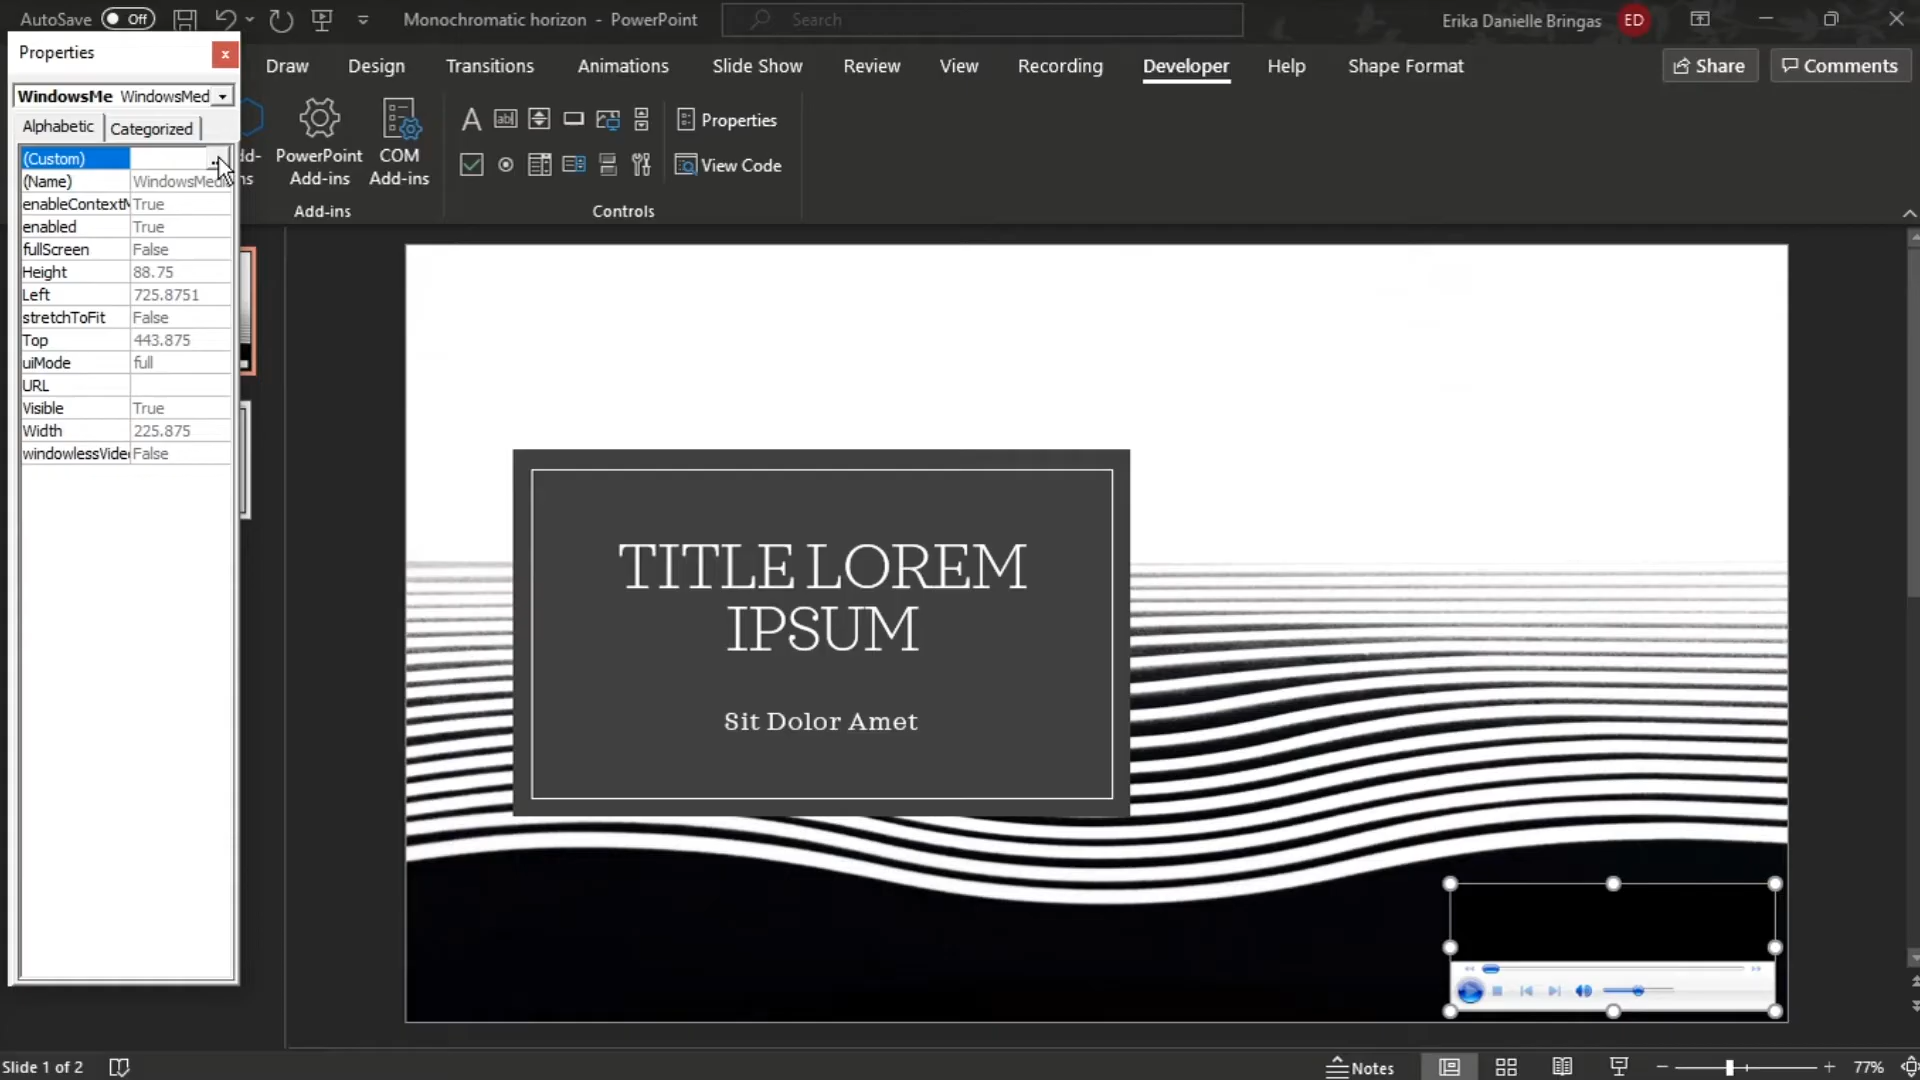 AutoSave Off Monochromatic horizon - PowerPoint Search Erika Danielle Bringas ED
Properties x
Draw Design Transitions Animations Slide Show Review View Recording Developer Help Shape Format Share Comments
WindowsMe WindowsMed
Alphabetic Categorized
(Custom)
(Name) WindowsMedi
enableContextM True
enabled True
fullScreen False
Height 88.75
Left 725.8751
stretchToFit False
Top 443.875
uiMode full
URL
Visible True
Width 225.875
windowlessVide False
dd-
ns
PowerPoint
Add-ins
COM
Add-ins
Add-ins
A ab
Properties
View Code
Controls
TITLE LOREM
IPSUM
Sit Dolor Amet
Slide 1 of 2 Notes 77%